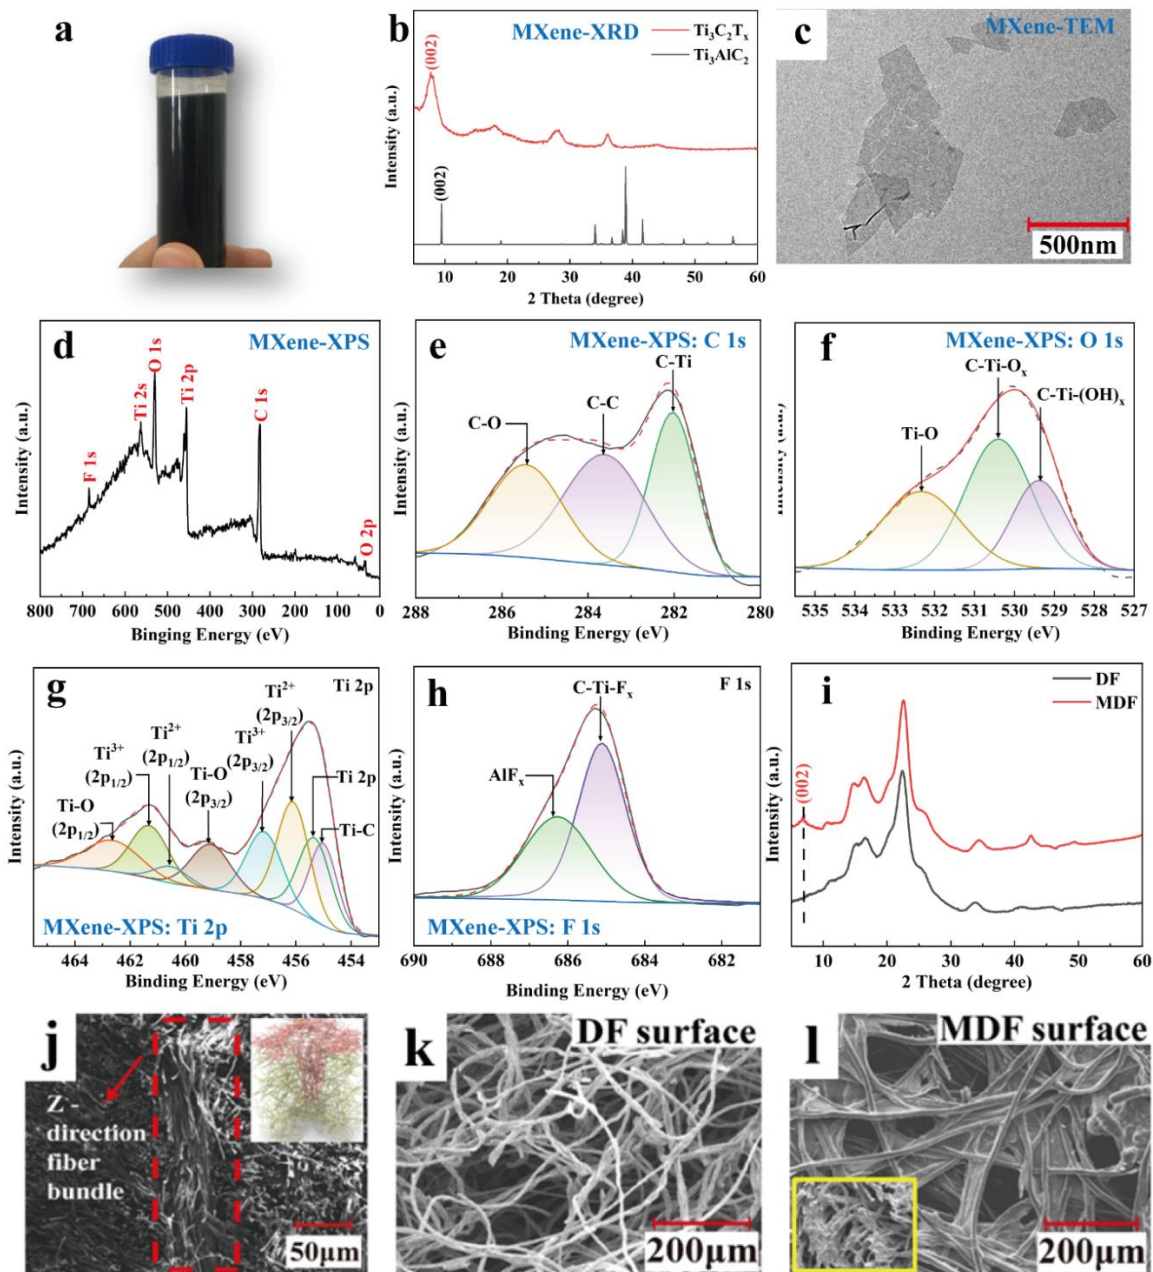 a
b
MXene-XRD
Ti₃C₂Tₓ
Ti₃AlC₂
(002)
(002)
Intensity (a.u.)
10 20 30 40 50 60
2 Theta (degree)
c
MXene-TEM
500nm
d
MXene-XPS
F 1s
Ti 2s
O 1s
Ti 2p
C 1s
O 2p
Intensity (a.u.)
800 700 600 500 400 300 200 100 0
Binging Energy (eV)
e
MXene-XPS: C 1s
C-Ti
C-C
C-O
Intensity (a.u.)
288 286 284 282 280
Binding Energy (eV)
f
MXene-XPS: O 1s
C-Ti-Oₓ
C-Ti-(OH)ₓ
Ti-O
Intensity (a.u.)
535 534 533 532 531 530 529 528 527
Binding Energy (eV)
g
Ti 2p
Ti²⁺
(2p₃/₂)
Ti³⁺
(2p₃/₂)
Ti²⁺
(2p₁/₂)
Ti-O
(2p₃/₂)
Ti³⁺
(2p₁/₂)
Ti-O
(2p₁/₂)
Ti 2p
Ti-C
MXene-XPS: Ti 2p
Intensity (a.u.)
464 462 460 458 456 454
Binding Energy (eV)
h
C-Ti-Fₓ
F 1s
AlFₓ
MXene-XPS: F 1s
Intensity (a.u.)
690 688 686 684 682
Binding Energy (eV)
i
DF
MDF
(002)
Intensity (a.u.)
10 20 30 40 50 60
2 Theta (degree)
j
Z -
direction
fiber
bundle
50μm
k
DF surface
200μm
l
MDF surface
200μm